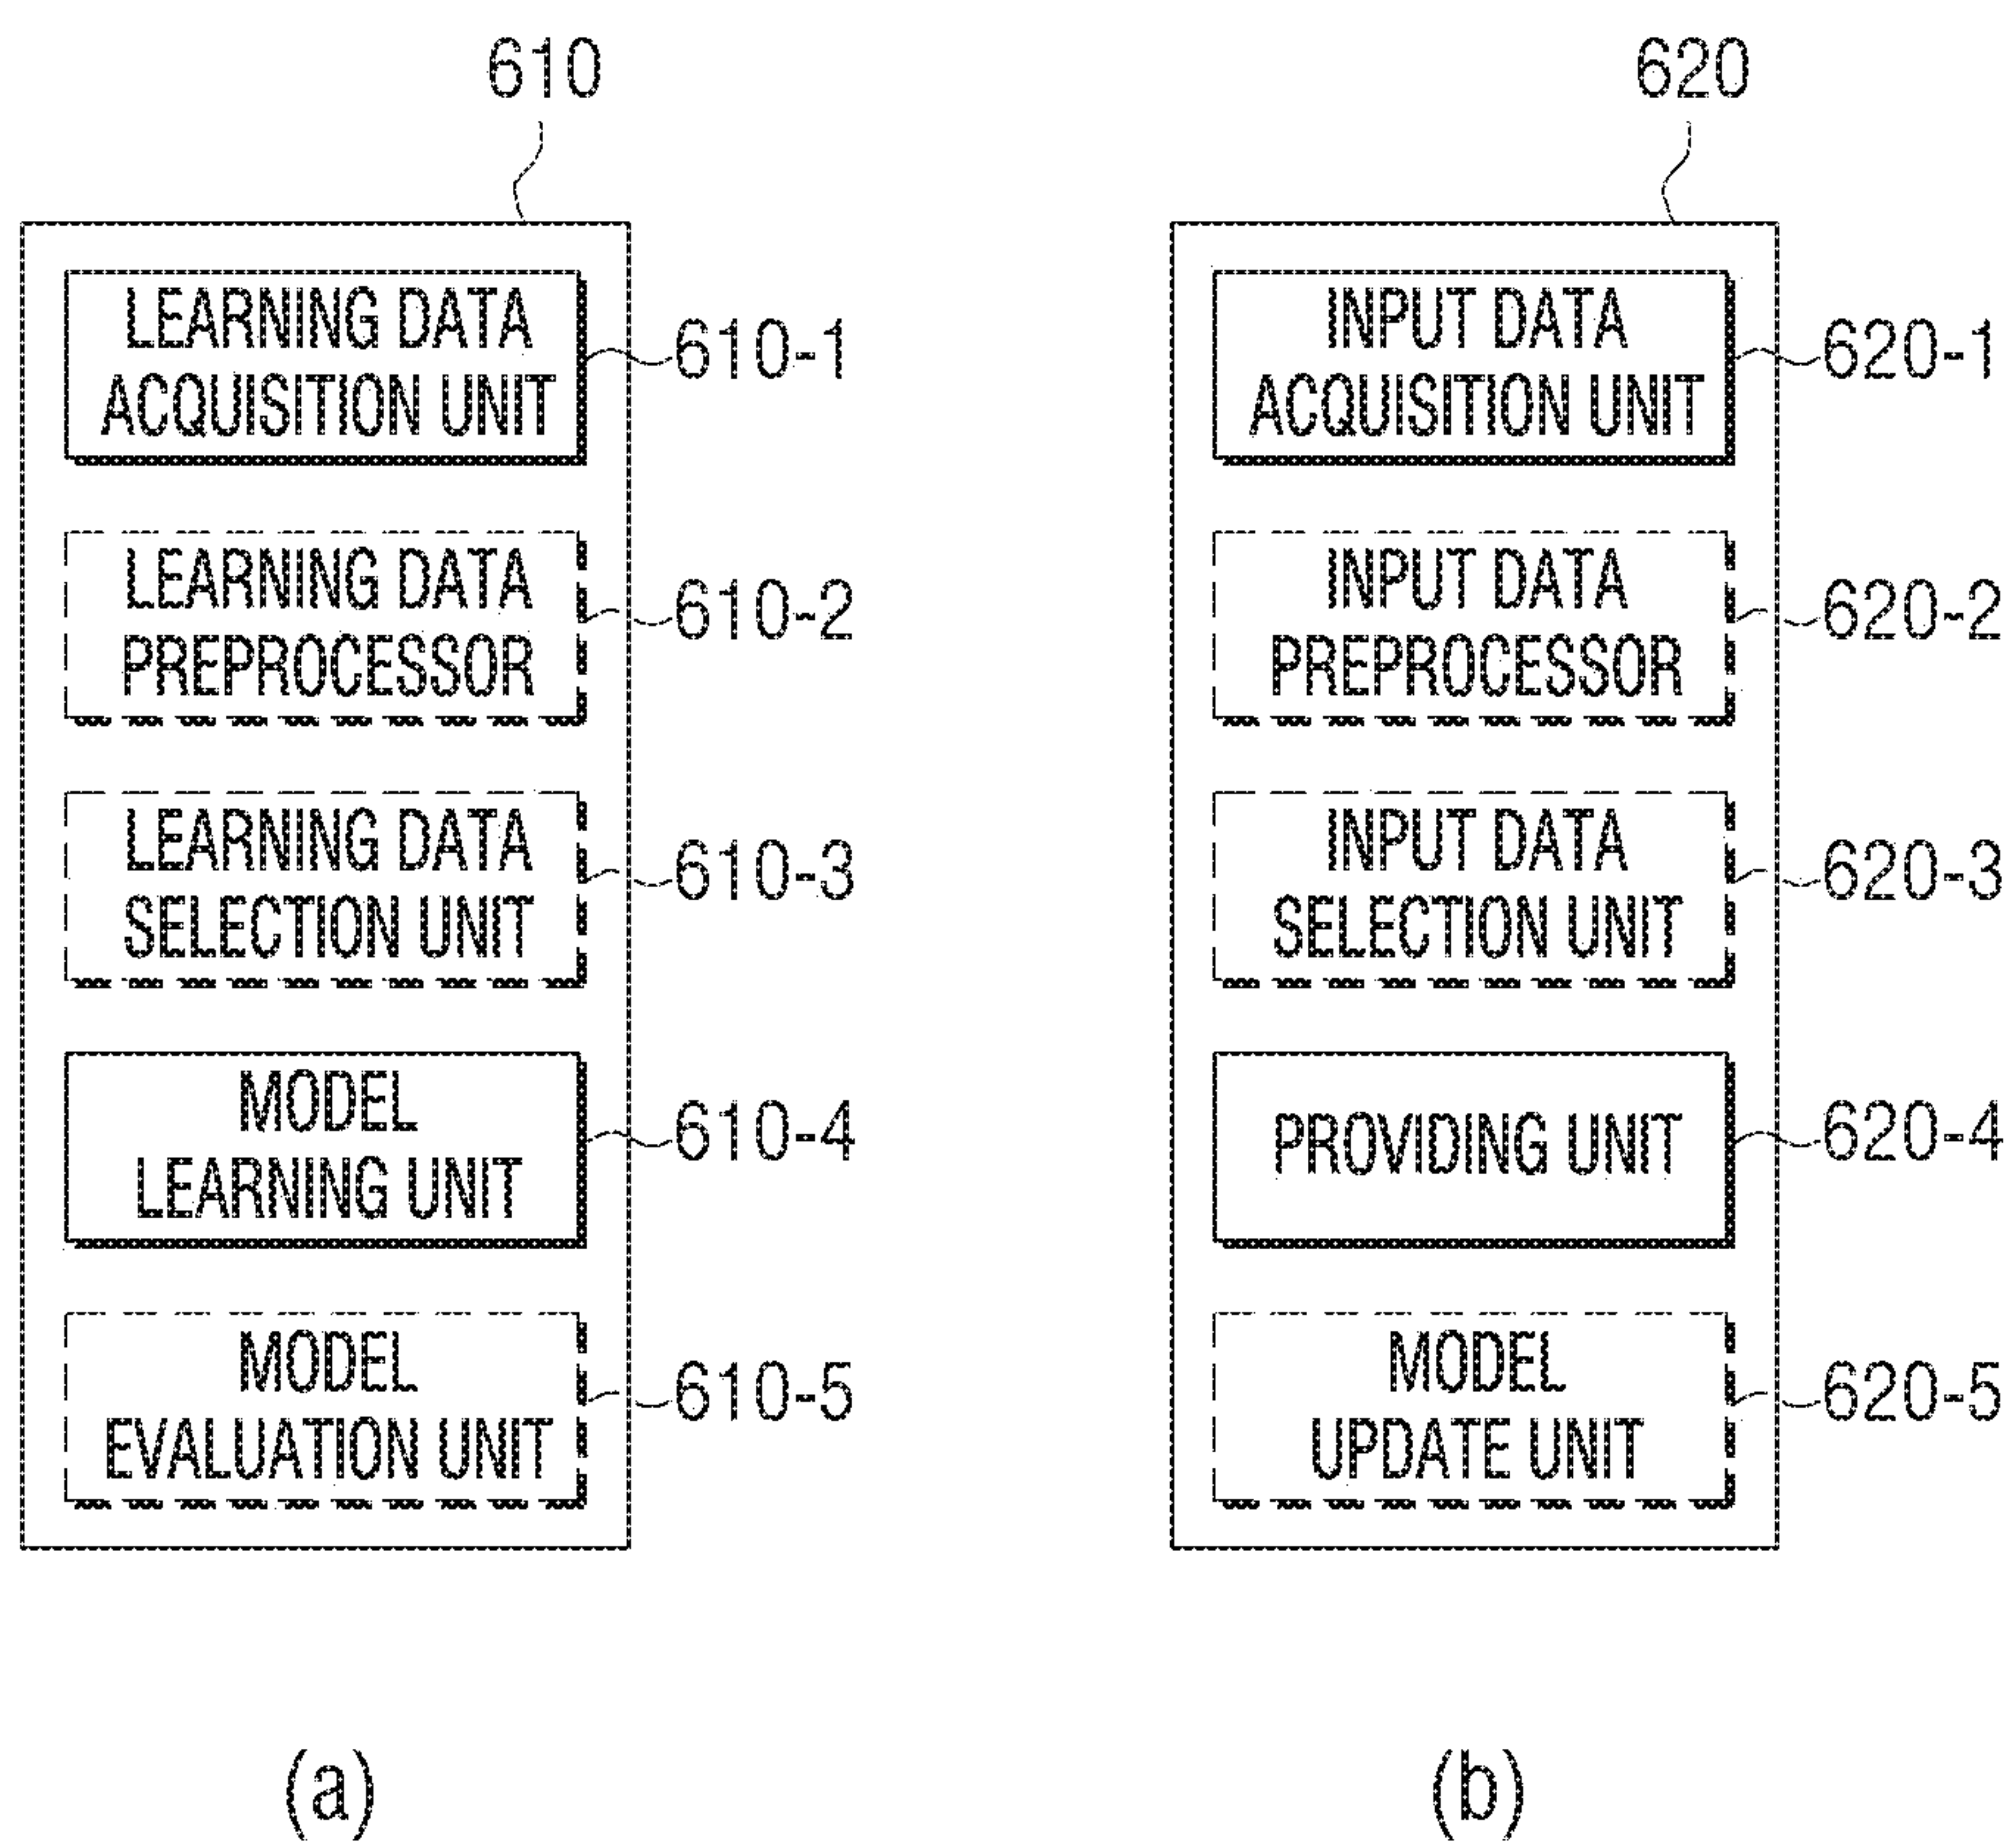 610
LEARNING DATA
ACQUISITION UNIT
610-1
LEARNING DATA
PREPROCESSOR
610-2
LEARNING DATA
SELECTION UNIT
610-3
MODEL
LEARNING UNIT
610-4
MODEL
EVALUATION UNIT
610-5
(a)
620
INPUT DATA
ACQUISITION UNIT
620-1
INPUT DATA
PREPROCESSOR
620-2
INPUT DATA
SELECTION UNIT
620-3
PROVIDING UNIT
620-4
MODEL
UPDATE UNIT
620-5
(b)